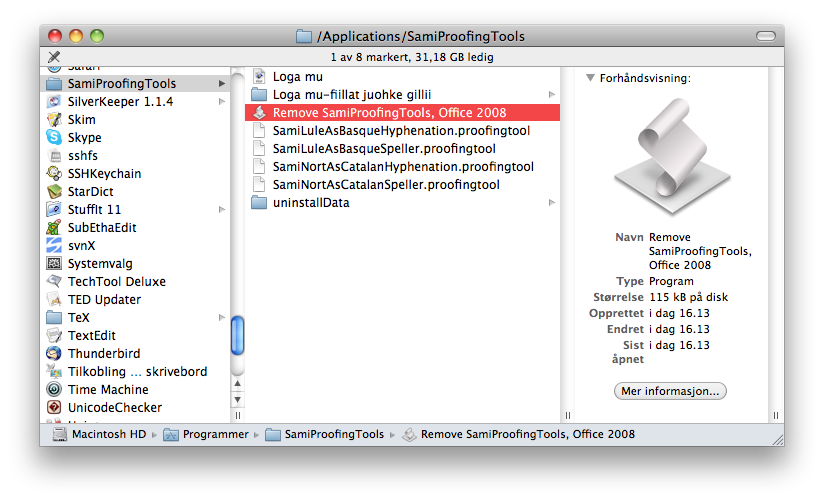 /Applications/SamiProofingTools
1 av 8 markert, 31,18 GB ledig
Safari
SamiProofingTools
SilverKeeper 1.1.4
Skim
Skype
sshfs
SSHKeychain
StarDict
StuffIt 11
SubEthaEdit
svnX
Systemvalg
TechTool Deluxe
TED Updater
TeX
TextEdit
Thunderbird
Tilkobling ... skrivebord
Time Machine
UnicodeChecker
Loga mu
Loga mu-fiillat juohke gillii
Remove SamiProofingTools, Office 2008
SamiLuleAsBasqueHyphenation.proofingtool
SamiLuleAsBasqueSpeller.proofingtool
SamiNortAsCatalanHyphenation.proofingtool
SamiNortAsCatalanSpeller.proofingtool
uninstallData
Forhåndsvisning:
Navn Remove
SamiProofingTools,
Office 2008
Type Program
Størrelse 115 kB på disk
Opprettet i dag 16.13
Endret i dag 16.13
Sist i dag 16.13
åpnet
Mer informasjon...
Macintosh HD Programmer SamiProofingTools Remove SamiProofingTools, Office 2008